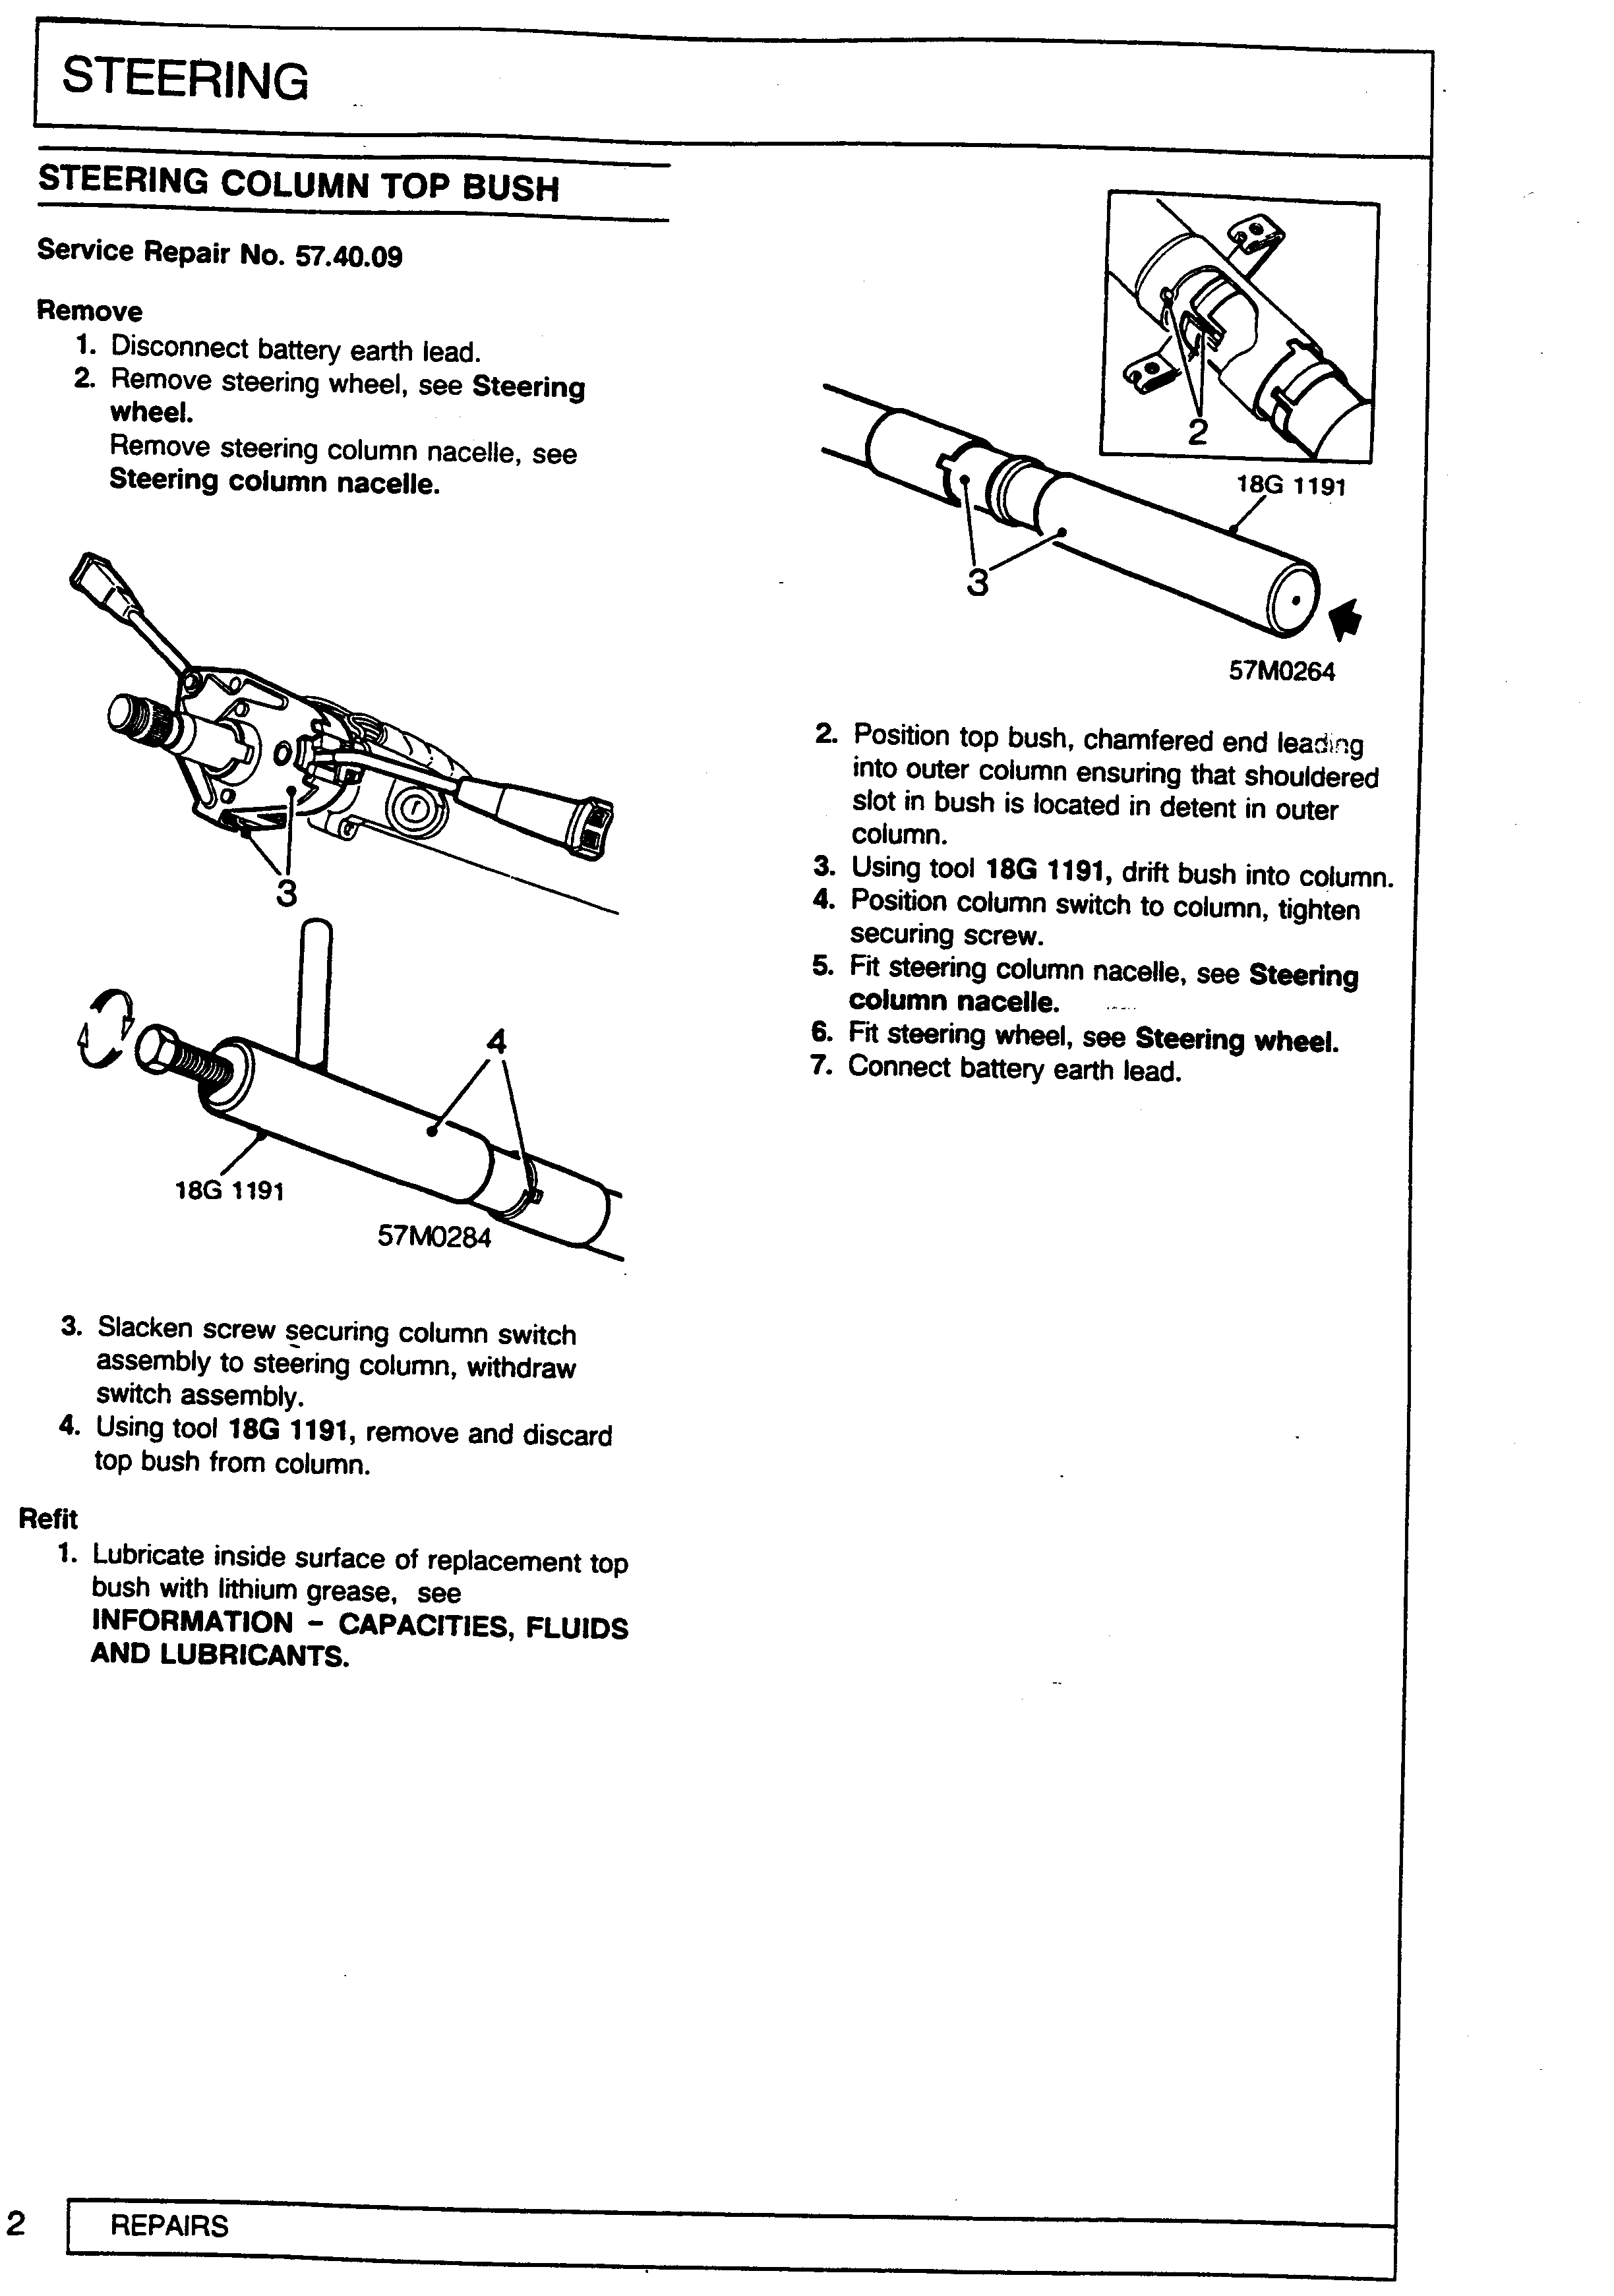 STEERING
STEERING COLUMN TOP BUSH
Service Repair No. 57.40.09
Remove
1. Disconnect battery earth lead.
2. Remove steering wheel, see Steering
wheel.
Remove steering column nacelle, see
Steering column nacelle.
3
4
18G 1191
57M0284
3. Slacken screw securing column switch
assembly to steering column, withdraw
switch assembly.
4. Using tool 18G 1191, remove and discard
top bush from column.
Refit
1. Lubricate inside surface of replacement top
bush with lithium grease, see
INFORMATION - CAPACITIES, FLUIDS
AND LUBRICANTS.
2
18G 1191
3
57M0264
2. Position top bush, chamfered end leading
into outer column ensuring that shouldered
slot in bush is located in detent in outer
column.
3. Using tool 18G 1191, drift bush into column.
4. Position column switch to column, tighten
securing screw.
5. Fit steering column nacelle, see Steering
column nacelle.
6. Fit steering wheel, see Steering wheel.
7. Connect battery earth lead.
2
REPAIRS